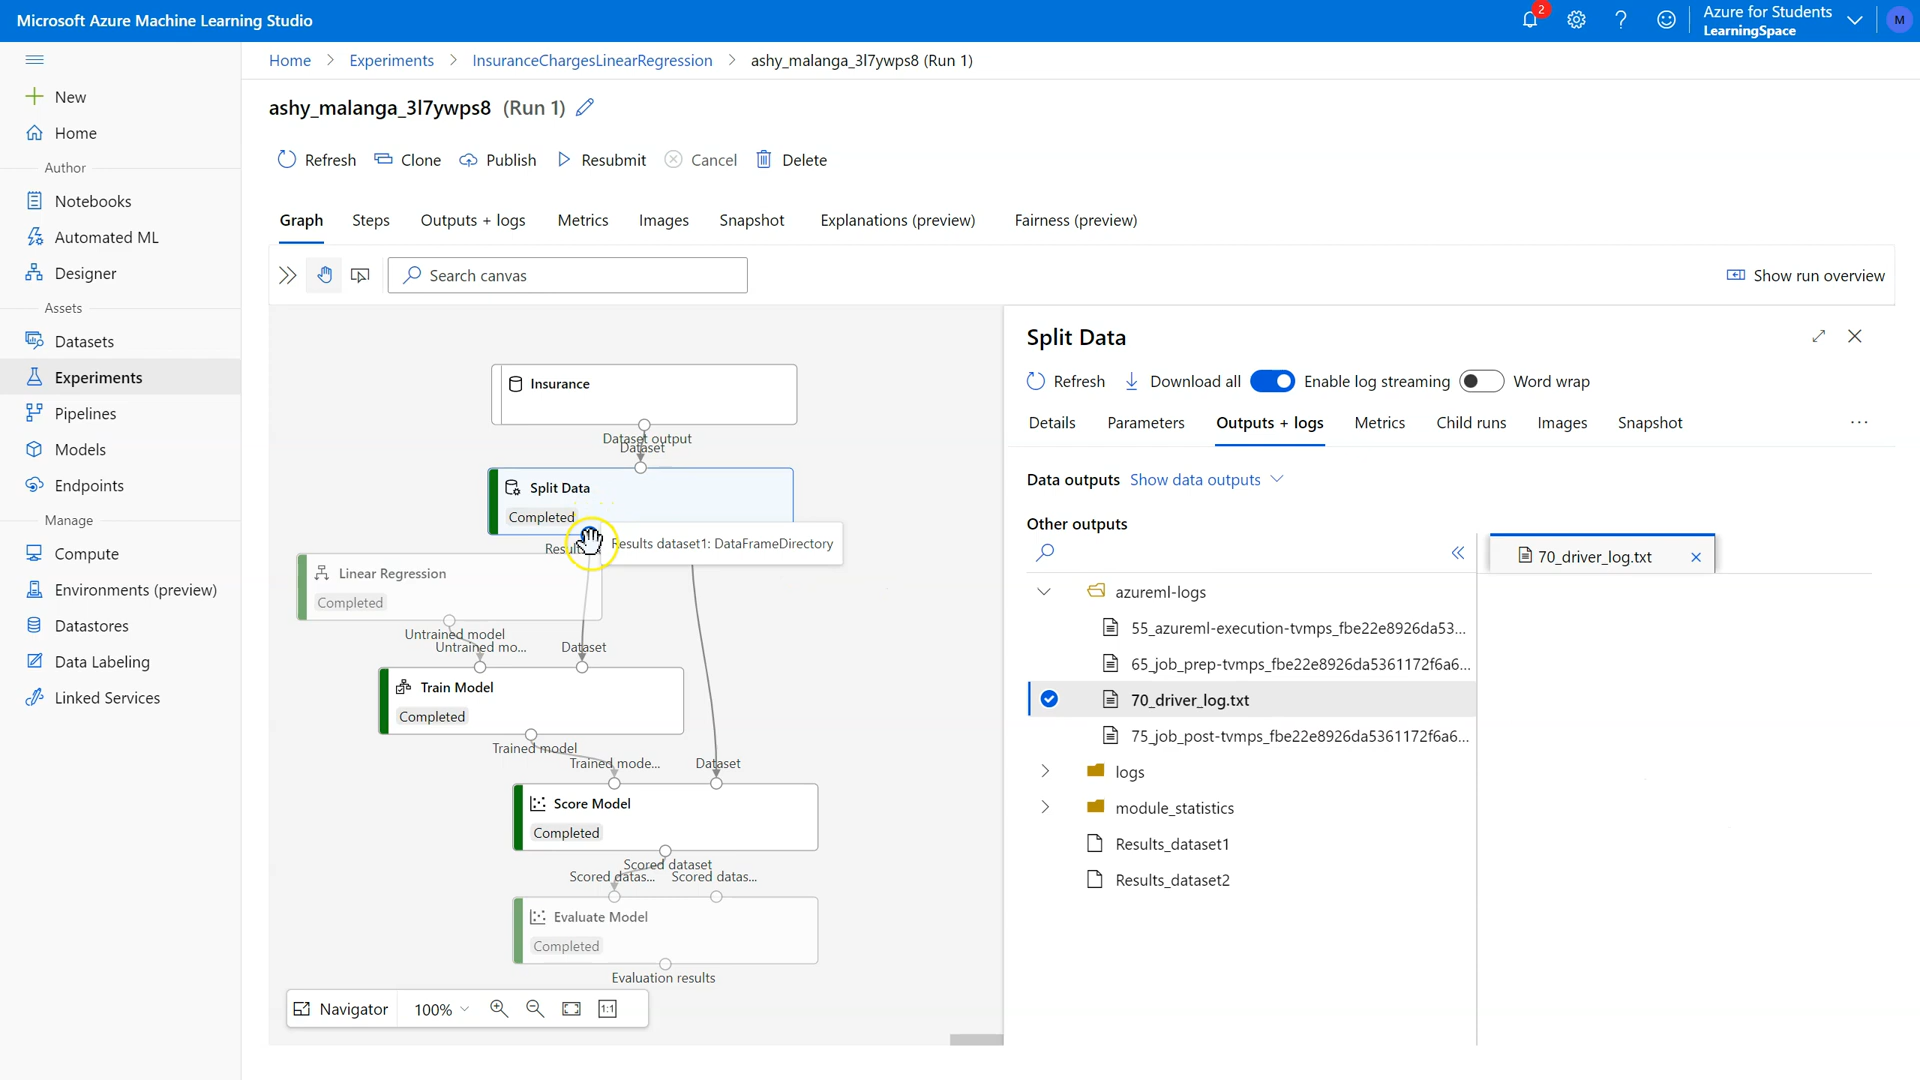 Microsoft Azure Machine Learning Studio
2
Azure for Students
LearningSpace
M
Home > Experiments > InsuranceChargesLinearRegression > ashy_malanga_3l7ywps8 (Run 1)
New
Home
Author
Notebooks
Automated ML
Designer
Assets
Datasets
Experiments
Pipelines
Models
Endpoints
Manage
Compute
Environments (preview)
Datastores
Data Labeling
Linked Services
ashy_malanga_3l7ywps8 (Run 1)
Refresh Clone Publish Resubmit Cancel Delete
Graph Steps Outputs + logs Metrics Images Snapshot Explanations (preview) Fairness (preview)
Search canvas
Show run overview
Insurance
Dataset output
Dataset
Split Data
Completed
Results dataset1: DataFrameDirectory
Linear Regression
Completed
Untrained model
Untrained mo...
Dataset
Train Model
Completed
Trained model
Trained mode...
Dataset
Score Model
Completed
Scored dataset
Scored datas...
Scored datas...
Evaluate Model
Completed
Evaluation results
Navigator 100% 1:1
Split Data
Refresh Download all Enable log streaming Word wrap
Details Parameters Outputs + logs Metrics Child runs Images Snapshot ...
Data outputs Show data outputs
Other outputs
azureml-logs
55_azureml-execution-tvmps_fbe22e8926da53...
65_job_prep-tvmps_fbe22e8926da5361172f6a6...
70_driver_log.txt
75_job_post-tvmps_fbe22e8926da5361172f6a6...
logs
module_statistics
Results_dataset1
Results_dataset2
70_driver_log.txt